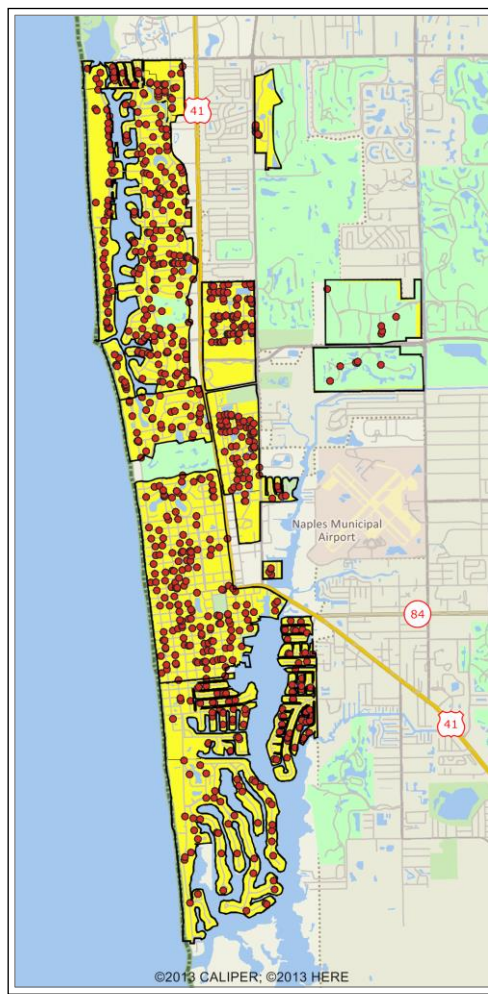 41
Naples Municipal
Airport
84
41
©2013 CALIPER; ©2013 HERE